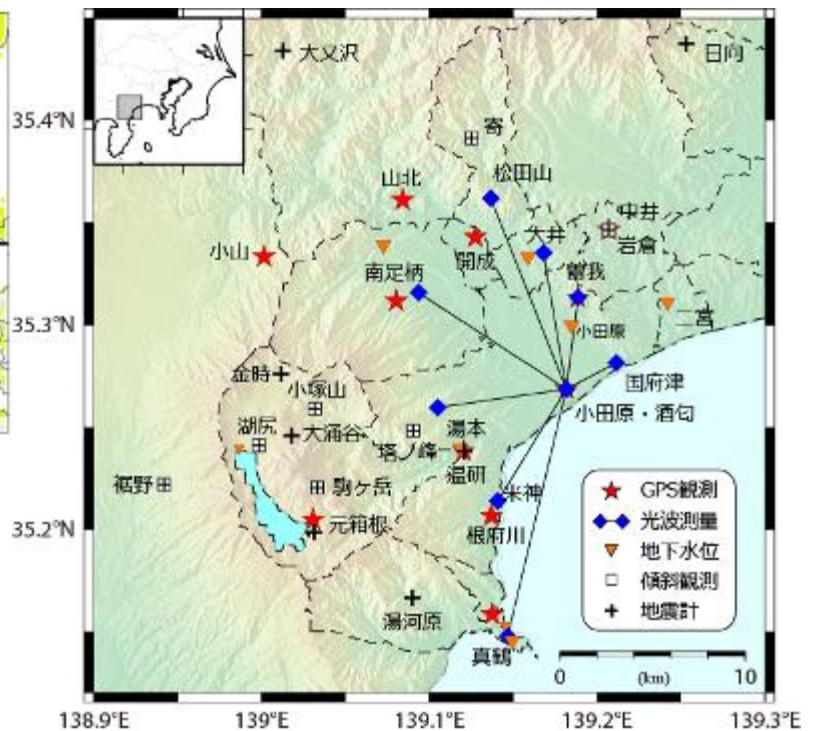 大又沢
日向
35.4°N
寄
松田山
山北
中井
大井
岩倉
小山
開成
曽我
南足柄
35.3°N
小田原
二宮
金時
小塚山
国府津
小田原・酒匂
湖尻
大涌谷
湯本
塔ノ峰
温研
裾野
駒ケ岳
米神
GPS観測
元箱根
根府川
光波測量
35.2°N
地下水位
傾斜観測
湯河原
地震計
真鶴
0
(km)
10
138.9°E
139°E
139.1°E
139.2°E
139.3°E